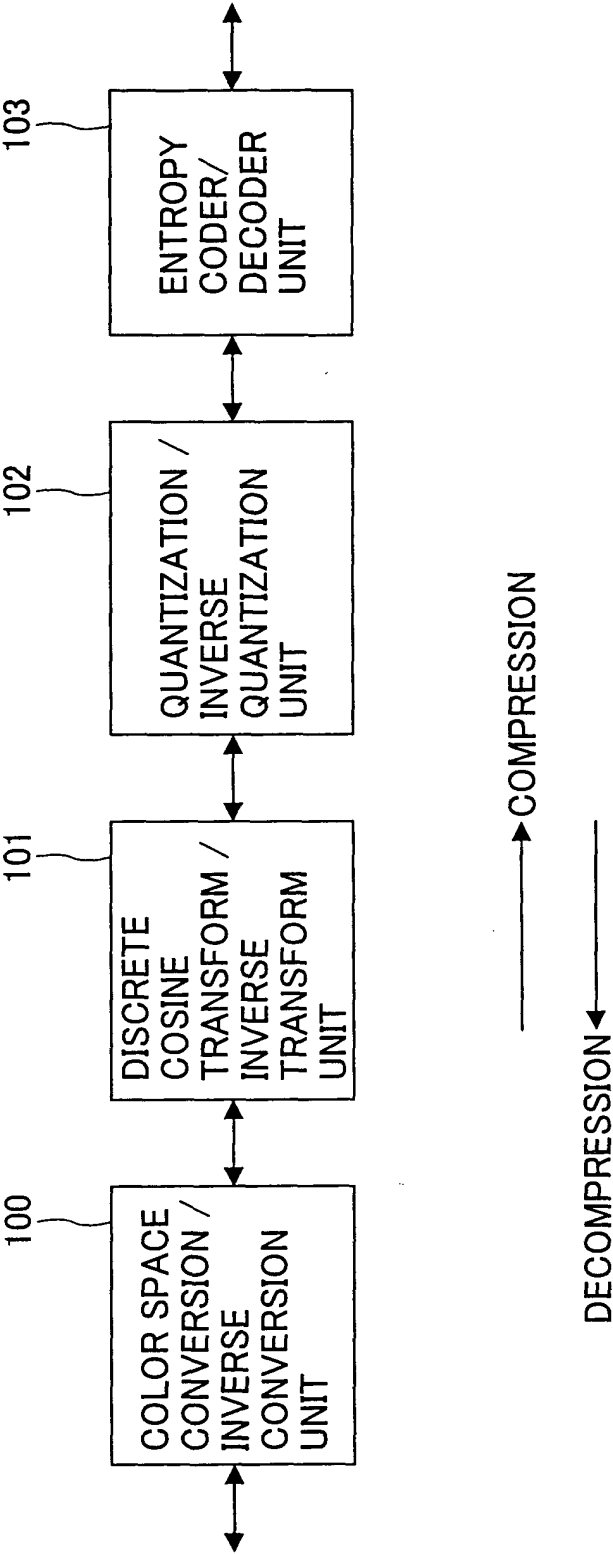 100
COLOR SPACE
CONVERSION /
INVERSE
CONVERSION
UNIT
101
DISCRETE
COSINE
TRANSFORM /
INVERSE
TRANSFORM
UNIT
102
QUANTIZATION /
INVERSE
QUANTIZATION
UNIT
103
ENTROPY
CODER/
DECODER
UNIT
COMPRESSION
DECOMPRESSION